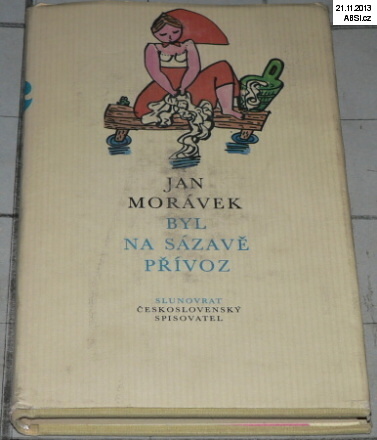 21.11.2013
ABSI.cz
JAN
MORÁVEK
BYL
NA SÁZAVĚ
PŘÍVOZ
SLUNOVRAT
ČESKOSLOVENSKÝ
SPISOVATEL